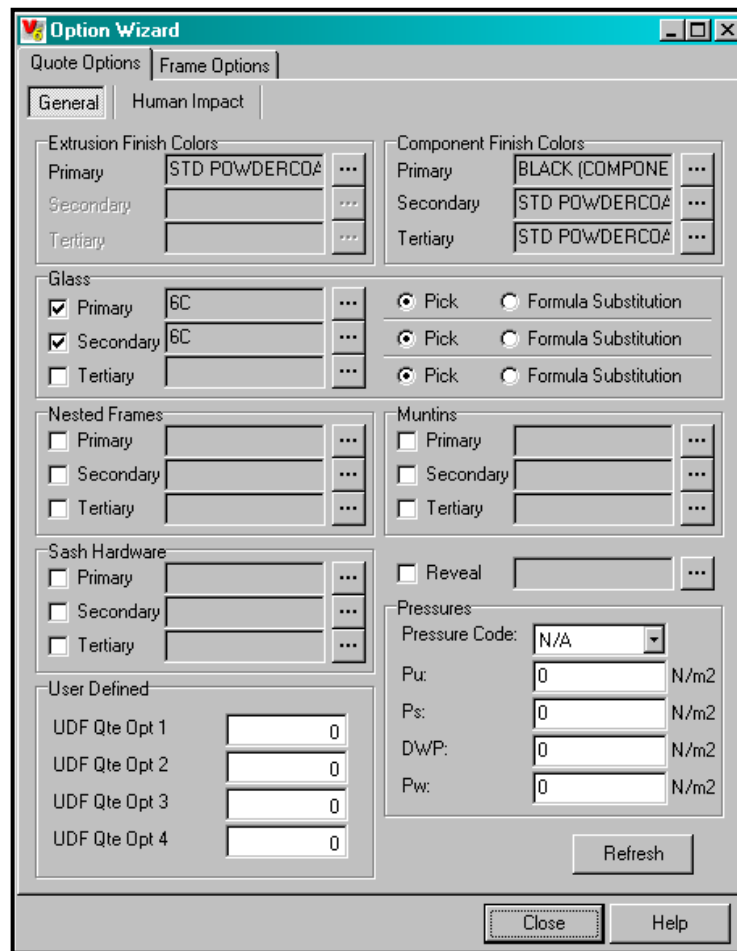 Option Wizard
Quote Options Frame Options
General Human Impact
Extrusion Finish Colors
Primary STD POWDERCOA ...
Secondary ...
Tertiary ...
Component Finish Colors
Primary BLACK (COMPONE ...
Secondary STD POWDERCOA ...
Tertiary STD POWDERCOA ...
Glass
Primary 6C ... Pick Formula Substitution
Secondary 6C ... Pick Formula Substitution
Tertiary ... Pick Formula Substitution
Nested Frames
Primary ...
Secondary ...
Tertiary ...
Muntins
Primary ...
Secondary ...
Tertiary ...
Sash Hardware
Primary ...
Secondary ...
Tertiary ...
Reveal ...
Pressures
Pressure Code: N/A
Pu: 0 N/m2
Ps: 0 N/m2
DWP: 0 N/m2
Pw: 0 N/m2
User Defined
UDF Qte Opt 1 0
UDF Qte Opt 2 0
UDF Qte Opt 3 0
UDF Qte Opt 4 0
Refresh
Close Help